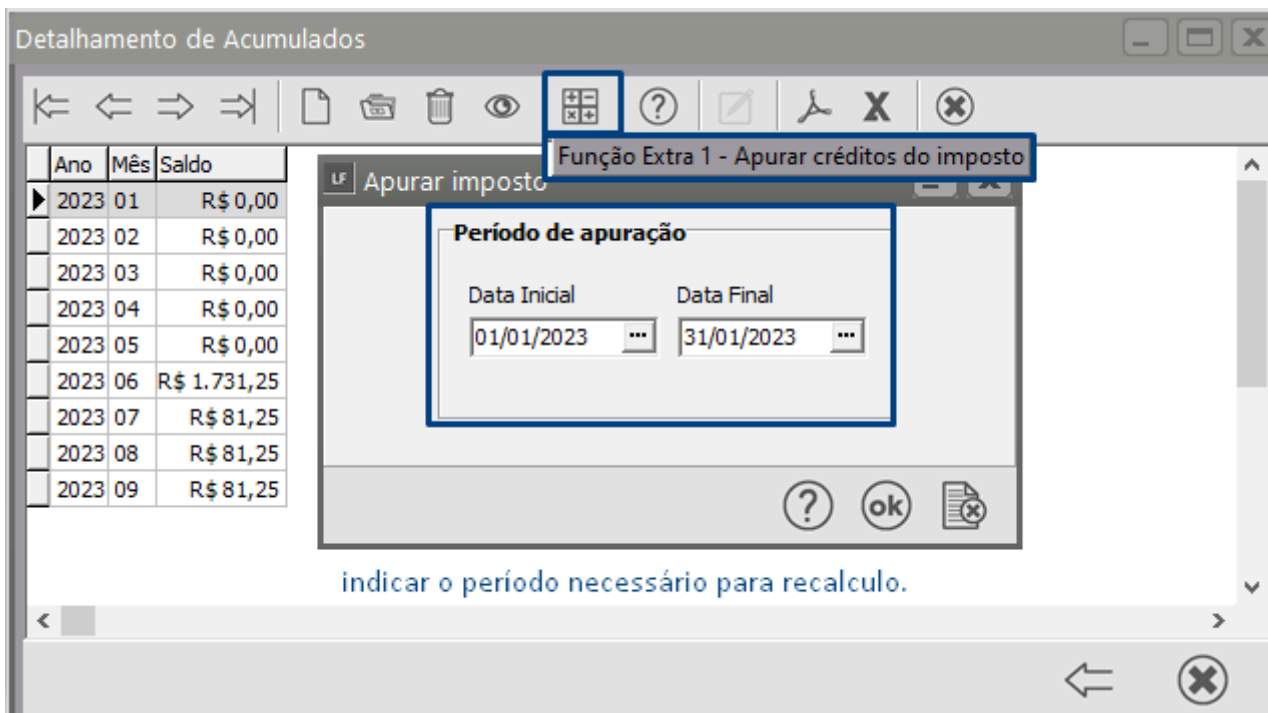 Detalhamento de Acumulados
Função Extra 1 - Apurar créditos do imposto
Ano Mês Saldo
2023 01 R$ 0,00
2023 02 R$ 0,00
2023 03 R$ 0,00
2023 04 R$ 0,00
2023 05 R$ 0,00
2023 06 R$ 1.731,25
2023 07 R$ 81,25
2023 08 R$ 81,25
2023 09 R$ 81,25
LF Apurar imposto
Período de apuração
Data Inicial Data Final
01/01/2023 ... 31/01/2023 ...
? ok
indicar o período necessário para recalculo.